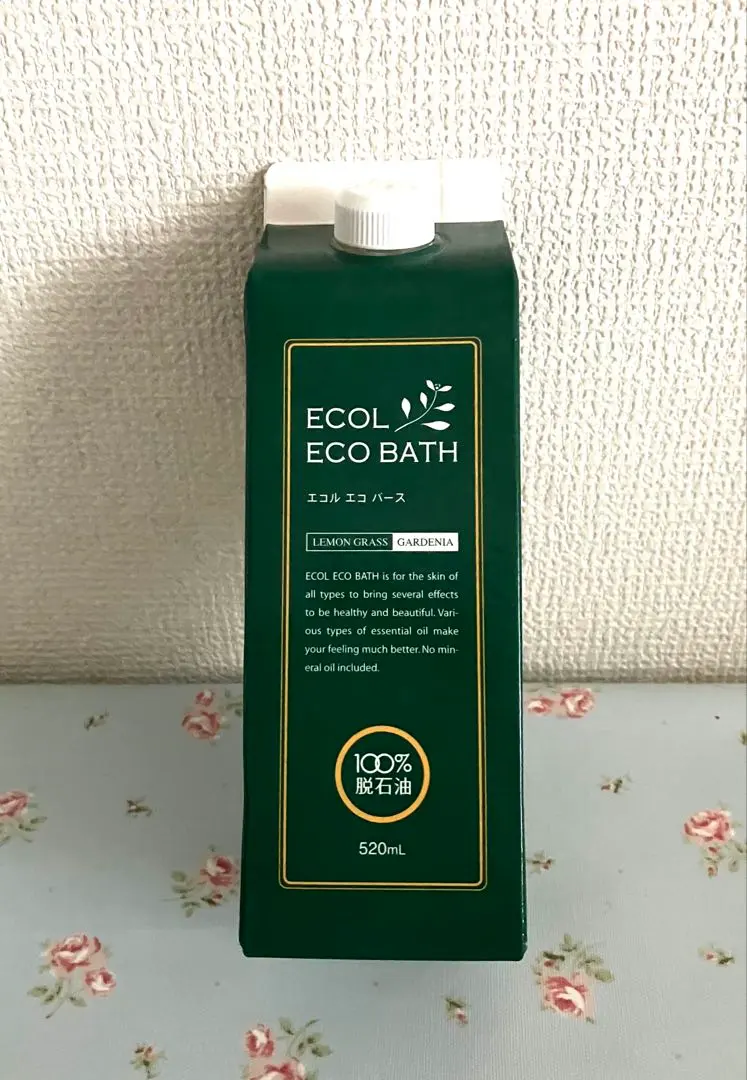 ECOL
ECO BATH
エコル エコ バース
LEMON GRASS GARDENIA
ECOL ECO BATH is for the skin of
all types to bring several effects
to be healthy and beautiful. Vari-
ous types of essential oil make
your feeling much better. No min-
eral oil included.
100%
脱石油
520mL